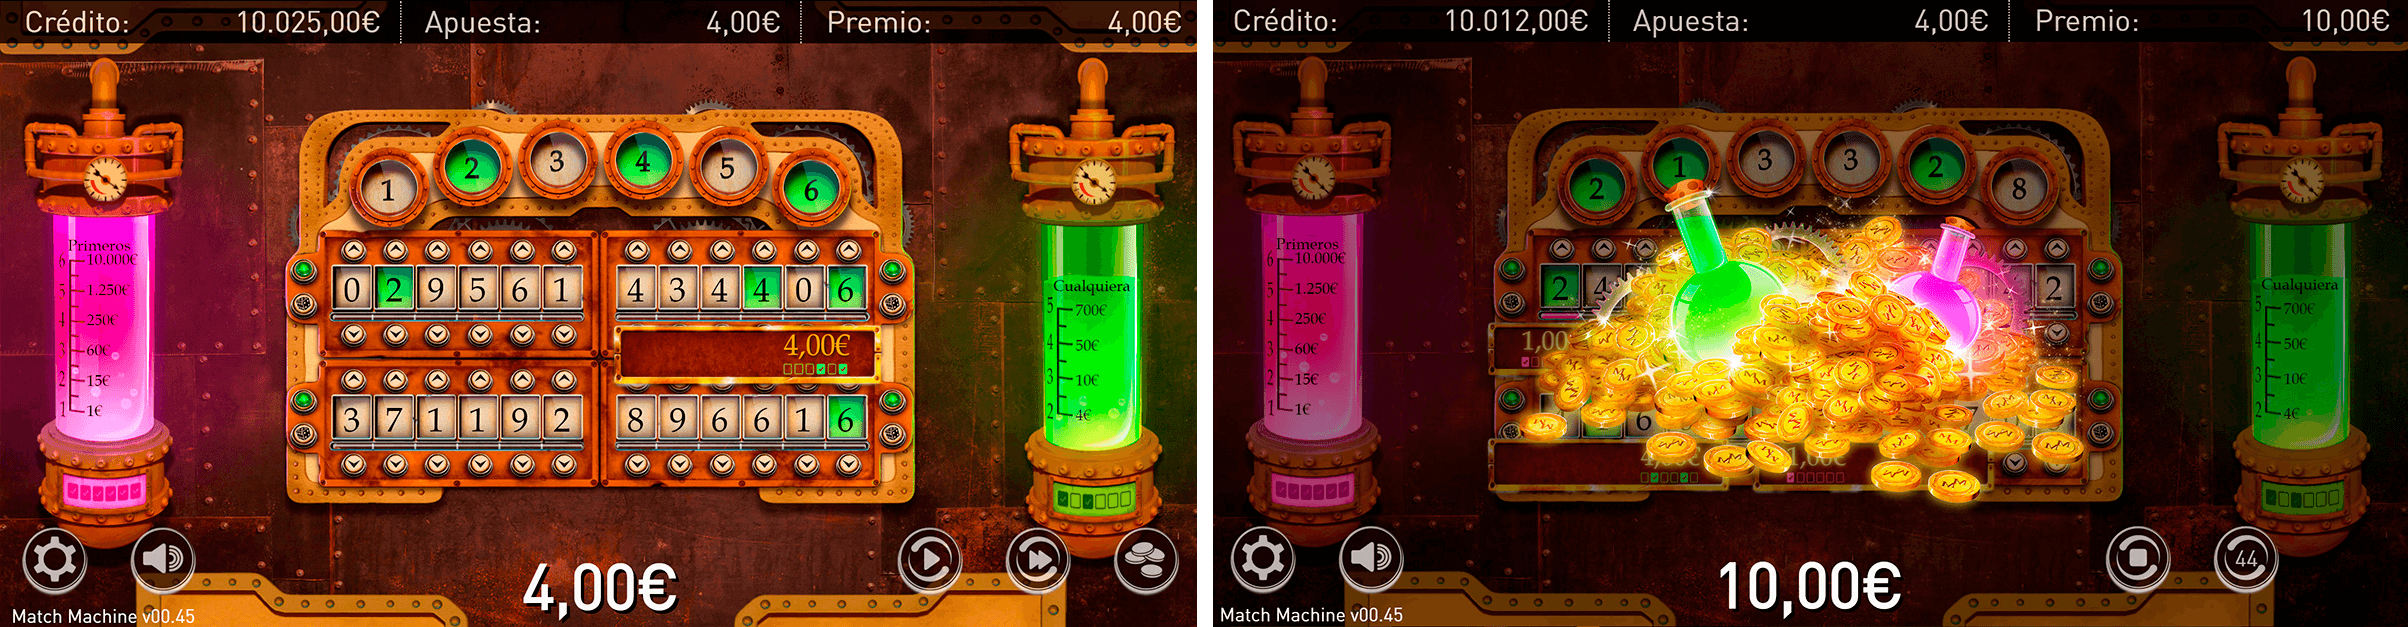 Crédito: 10.025,00€ Apuesta: 4,00€ Premio: 4,00€
1 2 3 4 5 6
Primeros
6 10.000€
5 1.250€
4 250€
3 60€
2 15€
1 1€
0 2 9 5 6 1
4 3 4 4 0 6
4,00€
3 7 1 1 9 2
8 9 6 6 1 6
Cualquiera
5 700€
4 50€
3 10€
2 4€
4,00€
Match Machine v00.45
Crédito: 10.012,00€ Apuesta: 4,00€ Premio: 10,00€
2 1 3 3 2 8
Primeros
6 10.000€
5 1.250€
4 250€
3 60€
2 15€
1 1€
2 4
2
1,00
6
4,00€
1,00€
Cualquiera
5 700€
4 50€
3 10€
2 4€
10,00€
44
Match Machine v00.45